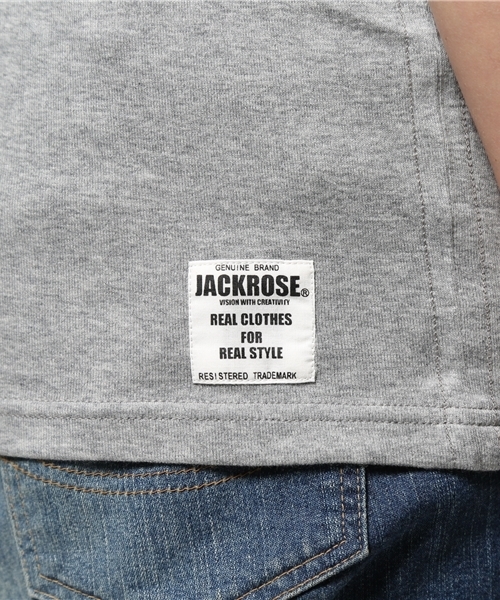 GENUINE BRAND
JACKROSE®
VISION WITH CREATIVITY
REAL CLOTHES
FOR
REAL STYLE
RESISTERED TRADEMARK